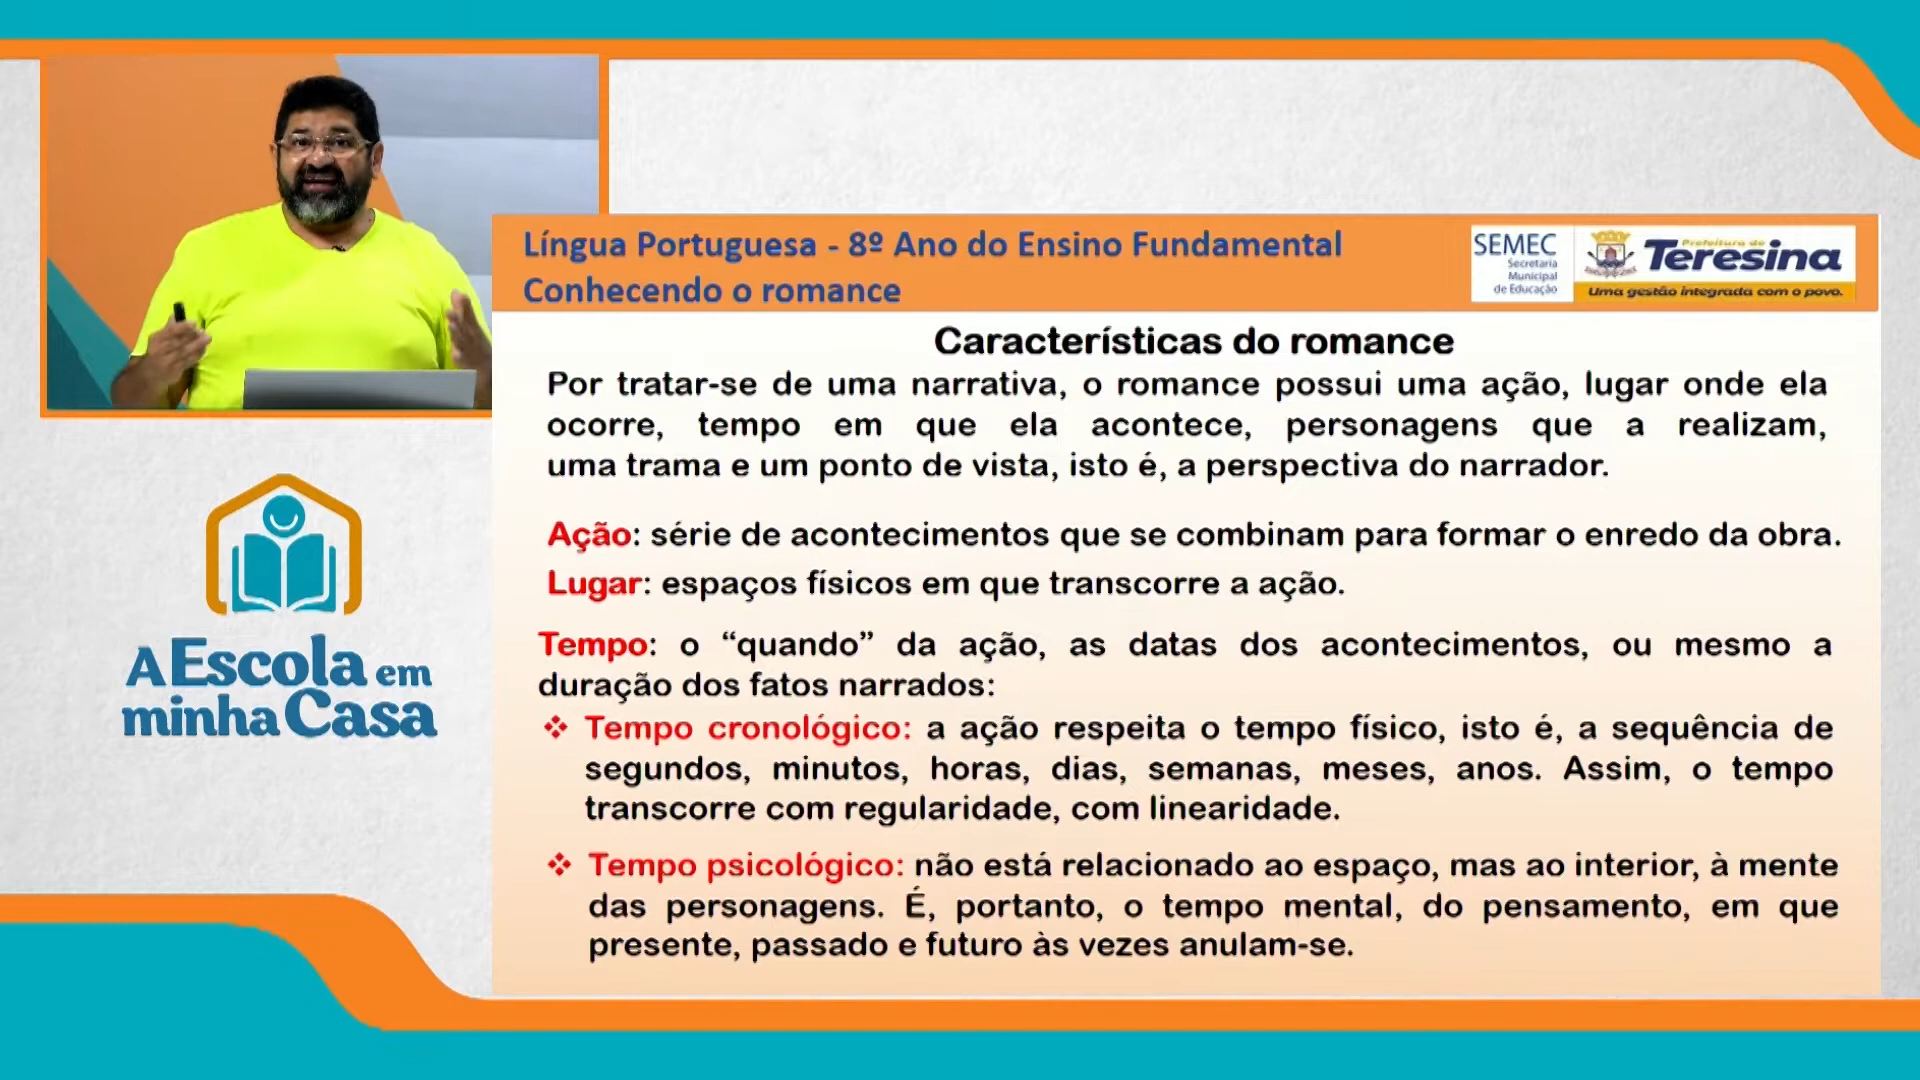 Língua Portuguesa - 8º Ano do Ensino Fundamental
Conhecendo o romance
SEMEC
Secretaria
Municipal
de Educação
Prefeitura de
Teresina
Uma gestão integrada com o povo.
Características do romance
Por tratar-se de uma narrativa, o romance possui uma ação, lugar onde ela
ocorre, tempo em que ela acontece, personagens que a realizam,
uma trama e um ponto de vista, isto é, a perspectiva do narrador.
Ação: série de acontecimentos que se combinam para formar o enredo da obra.
Lugar: espaços físicos em que transcorre a ação.
Tempo: o “quando” da ação, as datas dos acontecimentos, ou mesmo a
duração dos fatos narrados:
❖ Tempo cronológico: a ação respeita o tempo físico, isto é, a sequência de
segundos, minutos, horas, dias, semanas, meses, anos. Assim, o tempo
transcorre com regularidade, com linearidade.
❖ Tempo psicológico: não está relacionado ao espaço, mas ao interior, à mente
das personagens. É, portanto, o tempo mental, do pensamento, em que
presente, passado e futuro às vezes anulam-se.
A Escola em
minha Casa